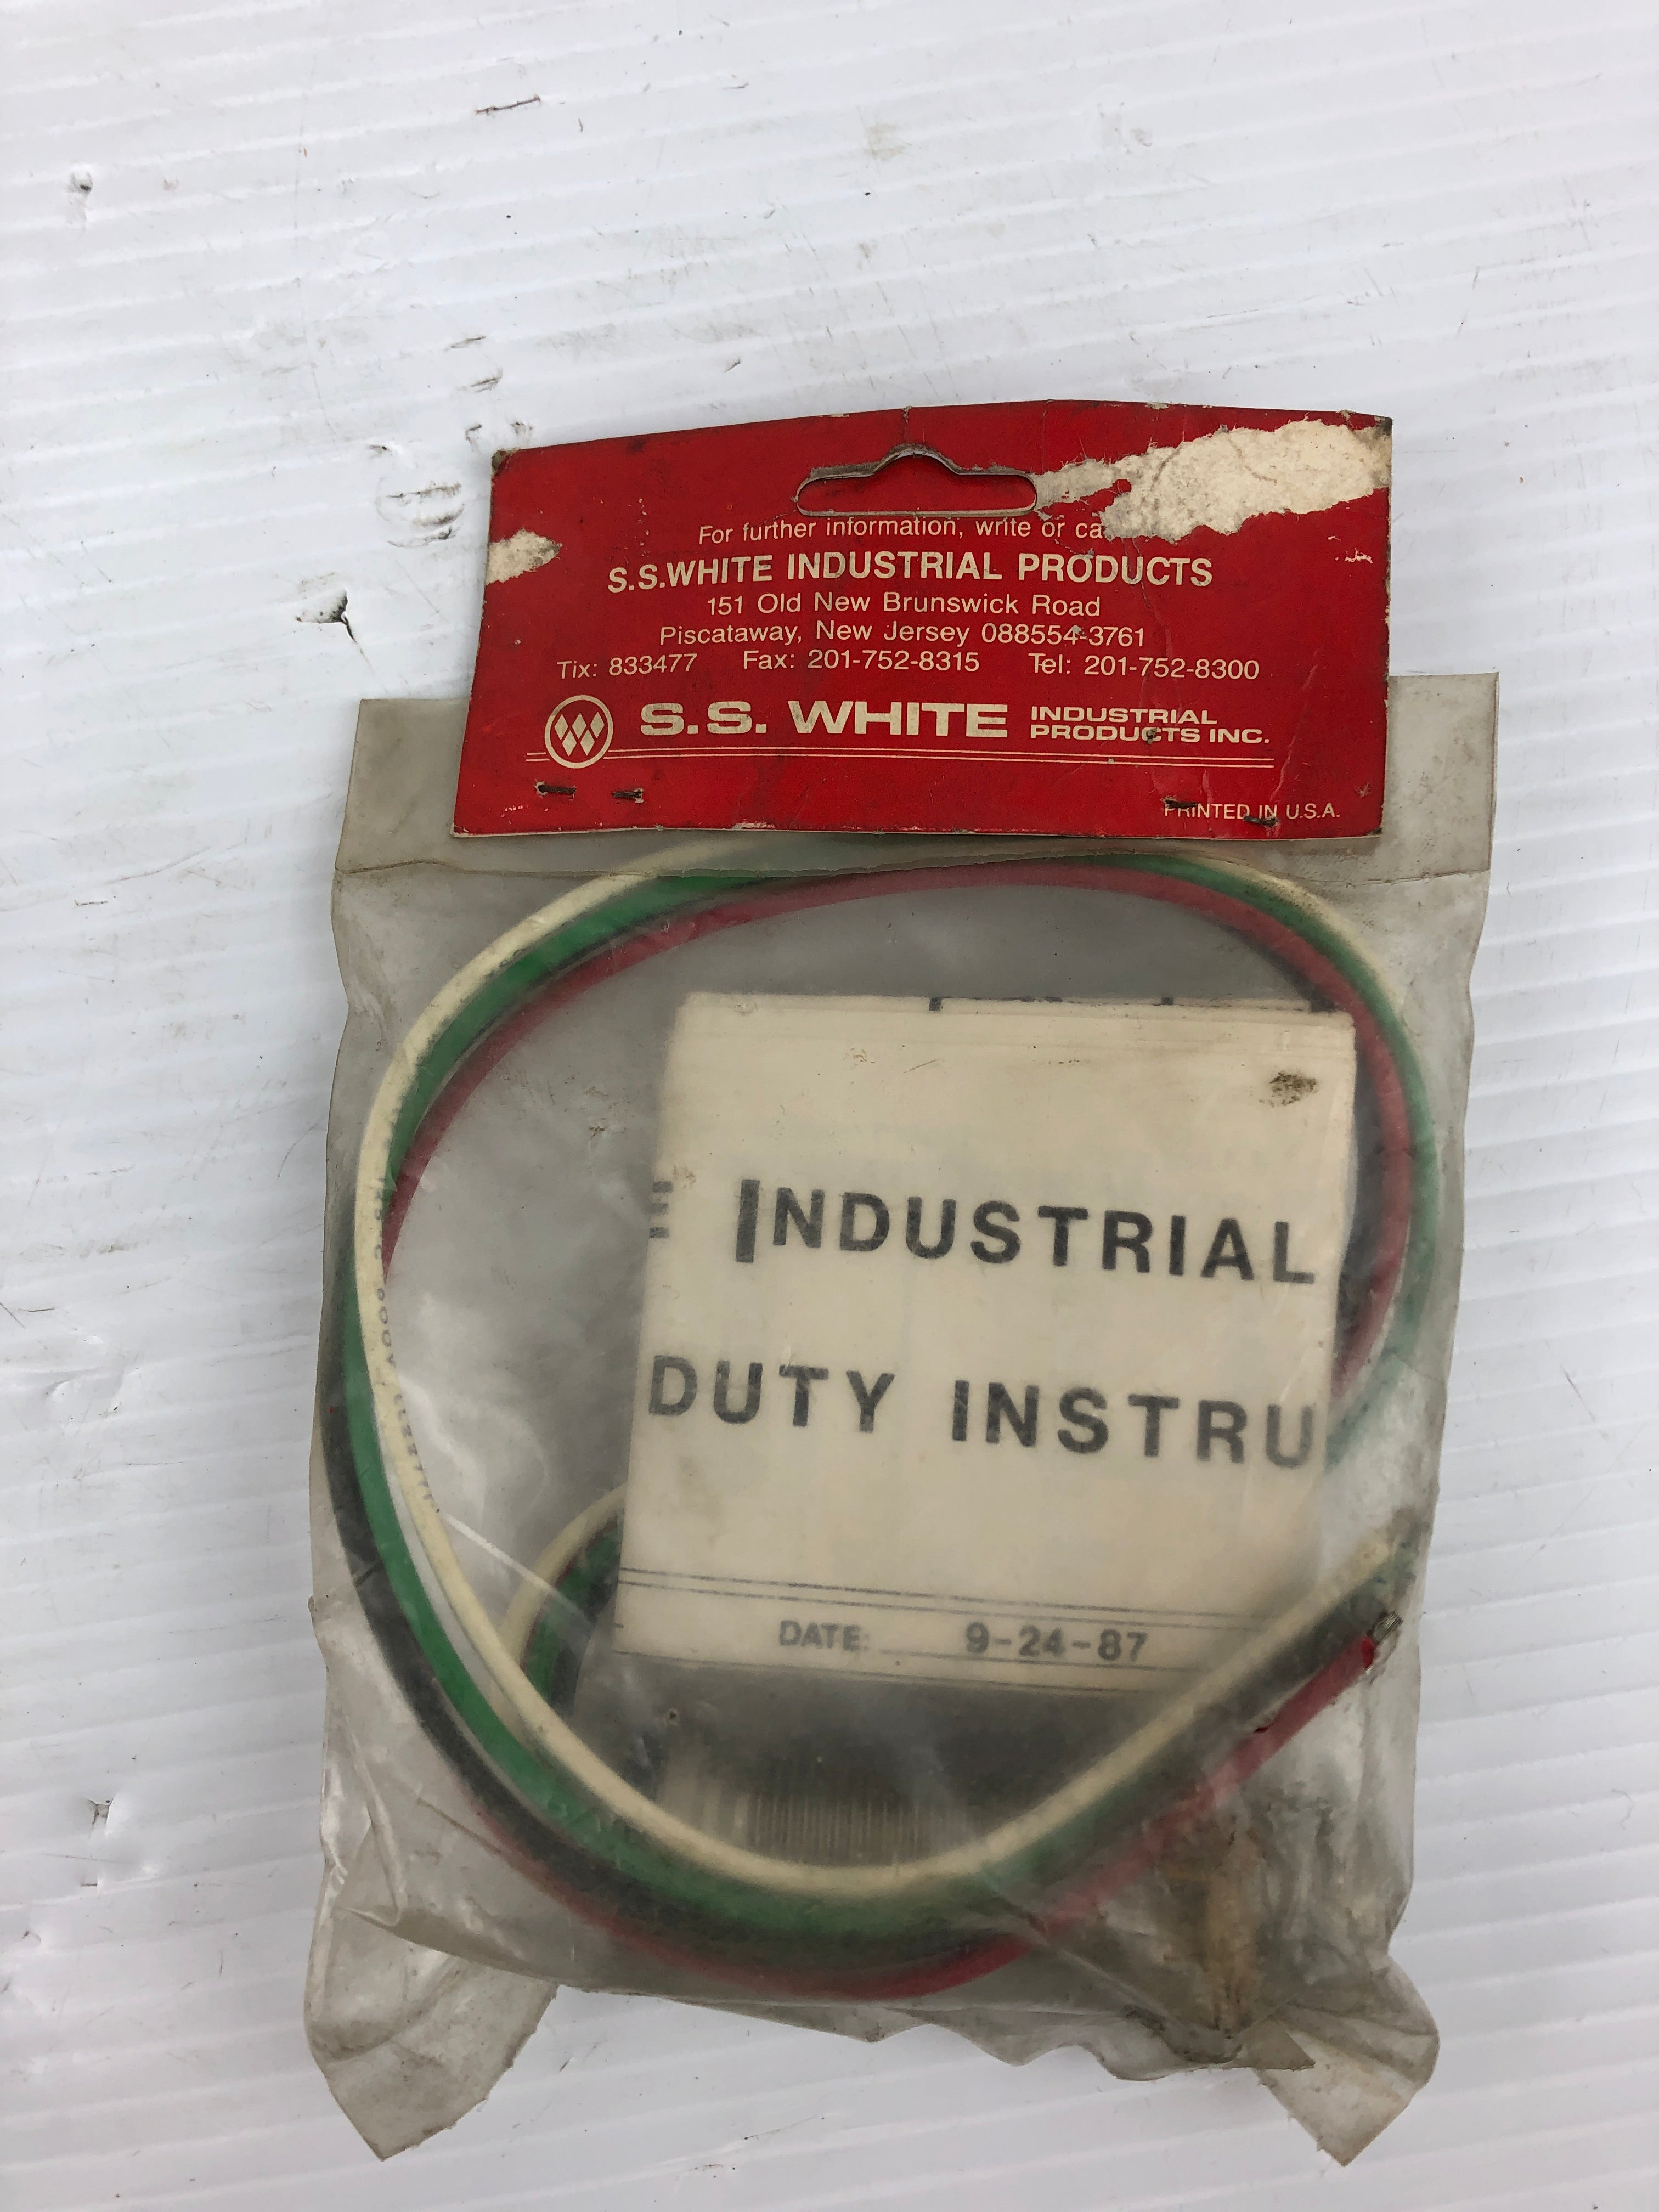 For further information, write or
S.S.WHITE INDUSTRIAL PRODUCTS
151 Old New Brunswick Road
Piscataway, New Jersey 088554-3761
Tix: 833477 Fax: 201-752-8315 Tel: 201-752-8300
S.S. WHITE INDUSTRIAL PRODUCTS INC.
PRINTED IN U.S.A.
INDUSTRIAL
DUTY INSTRU
DATE: 9-24-87